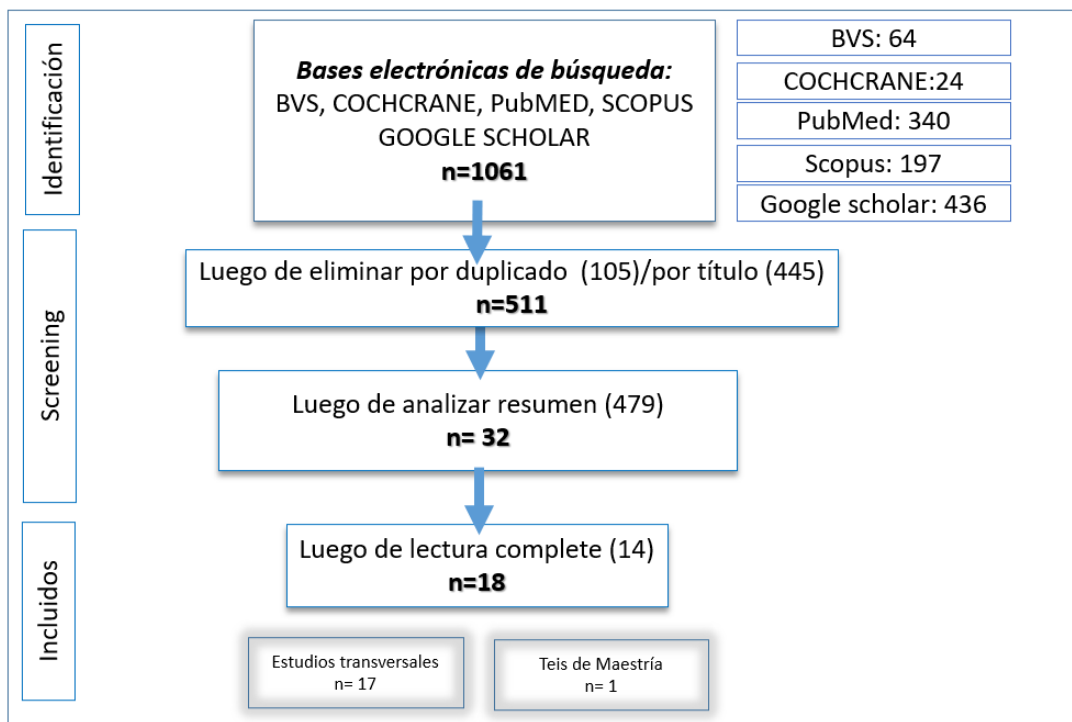 Identificación
Bases electrónicas de búsqueda:
BVS, COCHCRANE, PubMED, SCOPUS
GOOGLE SCHOLAR
n=1061
BVS: 64
COCHCRANE:24
PubMed: 340
Scopus: 197
Google scholar: 436
Screening
Luego de eliminar por duplicado (105)/por título (445)
n=511
Luego de analizar resumen (479)
n= 32
Incluidos
Luego de lectura complete (14)
n=18
Estudios transversales
n= 17
Teis de Maestría
n= 1